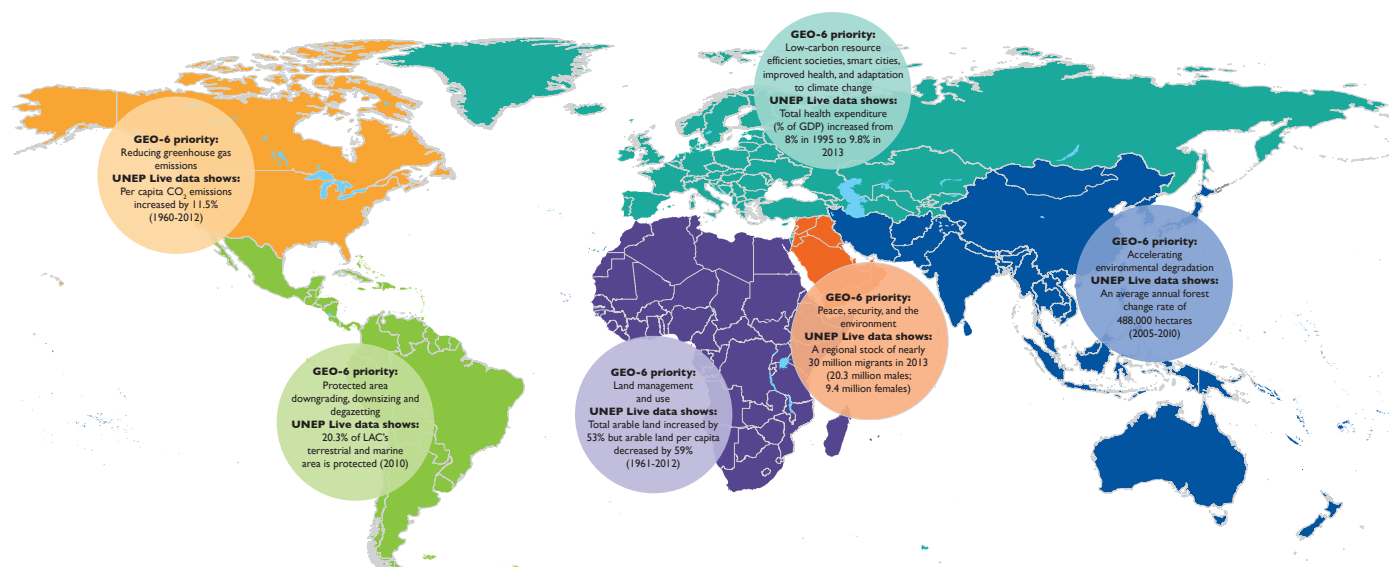 GEO-6 priority:
Low-carbon resource
efficient societies, smart cities,
improved health, and adaptation
to climate change
UNEP Live data shows:
Total health expenditure
(% of GDP) increased from
8% in 1995 to 9.8% in
2013
GEO-6 priority:
Reducing greenhouse gas
emissions
UNEP Live data shows:
Per capita CO₂ emissions
increased by 11.5%
(1960-2012)
GEO-6 priority:
Accelerating
environmental degradation
UNEP Live data shows:
An average annual forest
change rate of
488,000 hectares
(2005-2010)
GEO-6 priority:
Peace, security, and the
environment
UNEP Live data shows:
A regional stock of nearly
30 million migrants in 2013
(20.3 million males;
9.4 million females)
GEO-6 priority:
Protected area
downgrading, downsizing and
degazetting
UNEP Live data shows:
20.3% of LAC's
terrestrial and marine
area is protected (2010)
GEO-6 priority:
Land management
and use
UNEP Live data shows:
Total arable land increased by
53% but arable land per capita
decreased by 59%
(1961-2012)